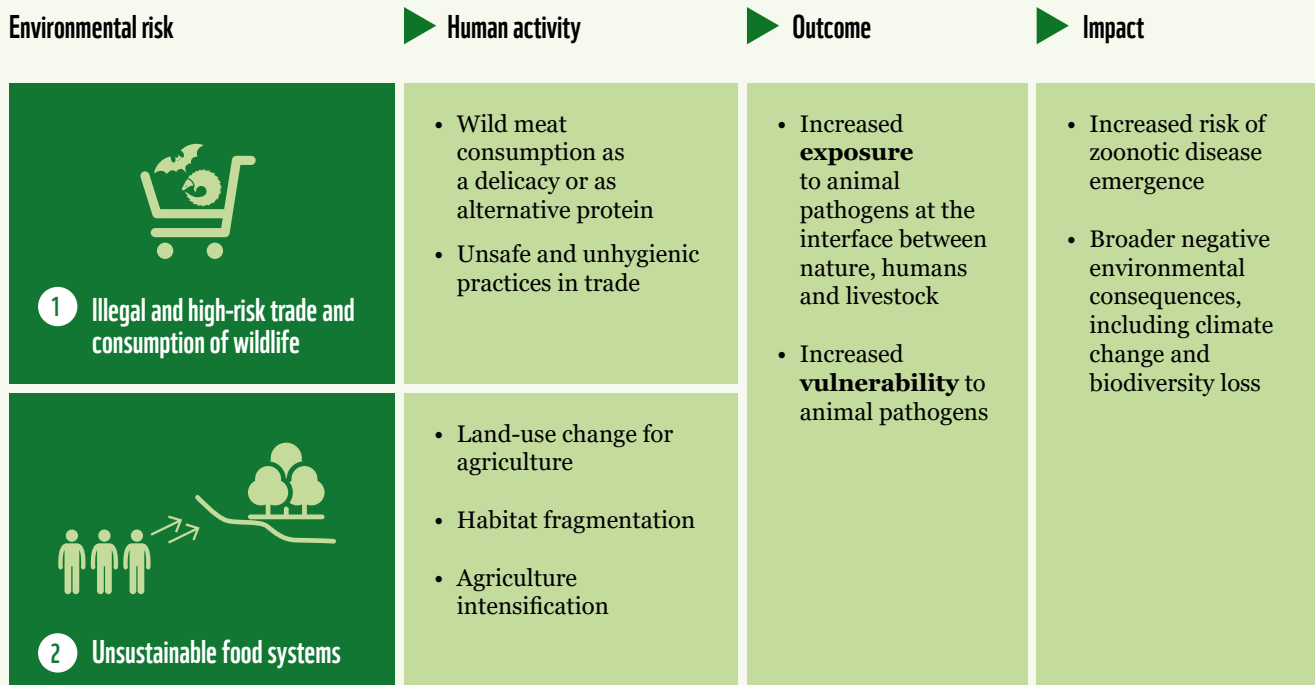 Environmental risk
Human activity
Outcome
Impact
1 Illegal and high-risk trade and
consumption of wildlife
• Wild meat
consumption as
a delicacy or as
alternative protein
• Unsafe and unhygienic
practices in trade
2 Unsustainable food systems
• Land-use change for
agriculture
• Habitat fragmentation
• Agriculture
intensification
• Increased
exposure
to animal
pathogens at the
interface between
nature, humans
and livestock
• Increased
vulnerability to
animal pathogens
• Increased risk of
zoonotic disease
emergence
• Broader negative
environmental
consequences,
including climate
change and
biodiversity loss